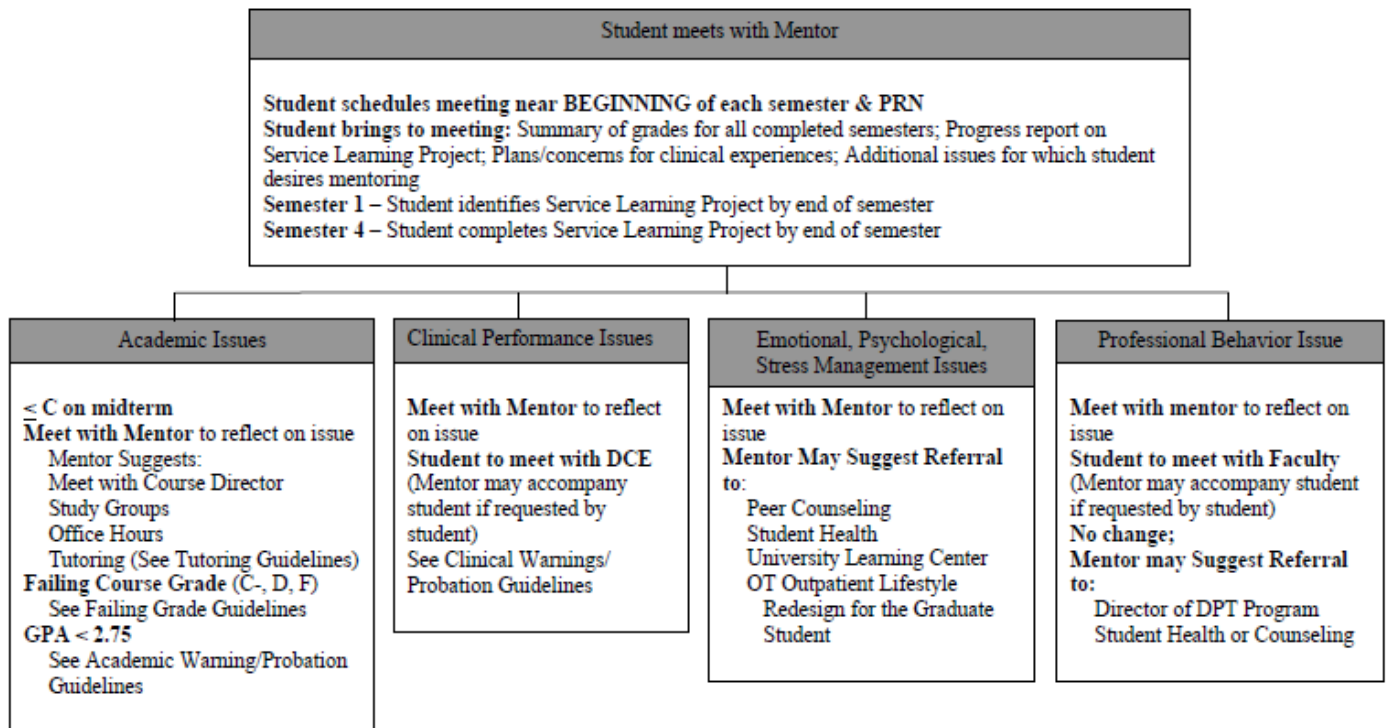 Student meets with Mentor
Student schedules meeting near BEGINNING of each semester & PRN
Student brings to meeting: Summary of grades for all completed semesters; Progress report on
Service Learning Project; Plans/concerns for clinical experiences; Additional issues for which student
desires mentoring
Semester 1 – Student identifies Service Learning Project by end of semester
Semester 4 – Student completes Service Learning Project by end of semester
Academic Issues
≤ C on midterm
Meet with Mentor to reflect on issue
Mentor Suggests:
Meet with Course Director
Study Groups
Office Hours
Tutoring (See Tutoring Guidelines)
Failing Course Grade (C-, D, F)
See Failing Grade Guidelines
GPA < 2.75
See Academic Warning/Probation
Guidelines
Clinical Performance Issues
Meet with Mentor to reflect
on issue
Student to meet with DCE
(Mentor may accompany
student if requested by
student)
See Clinical Warnings/
Probation Guidelines
Emotional, Psychological,
Stress Management Issues
Meet with Mentor to reflect on
issue
Mentor May Suggest Referral
to:
Peer Counseling
Student Health
University Learning Center
OT Outpatient Lifestyle
Redesign for the Graduate
Student
Professional Behavior Issue
Meet with mentor to reflect on
issue
Student to meet with Faculty
(Mentor may accompany student
if requested by student)
No change;
Mentor may Suggest Referral
to:
Director of DPT Program
Student Health or Counseling